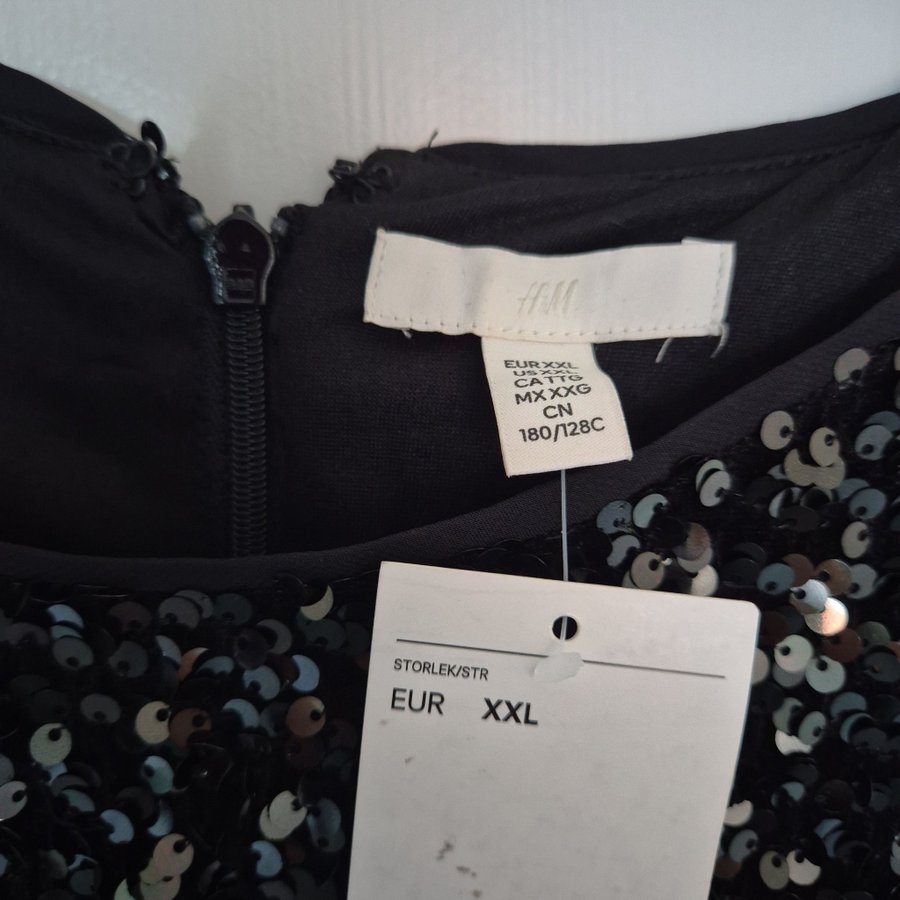 H&M
EUR XXL
US XXL
CA TTG
MX XXG
CN
180/128C
STORLEK/STR
EUR XXL